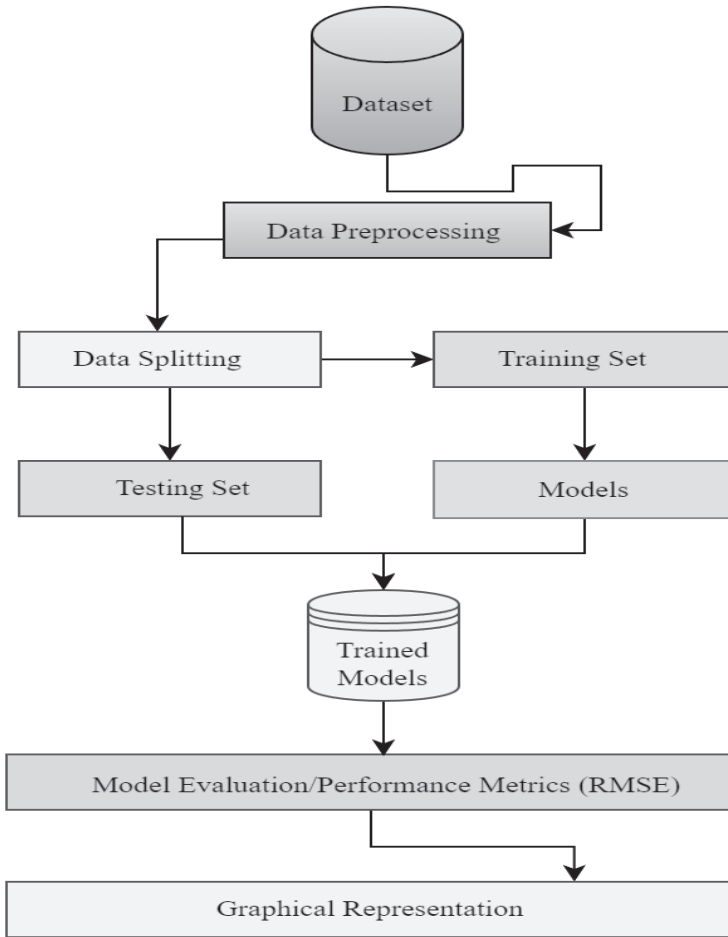 Dataset
Data Preprocessing
Data Splitting
Training Set
Testing Set
Models
Trained
Models
Model Evaluation/Performance Metrics (RMSE)
Graphical Representation